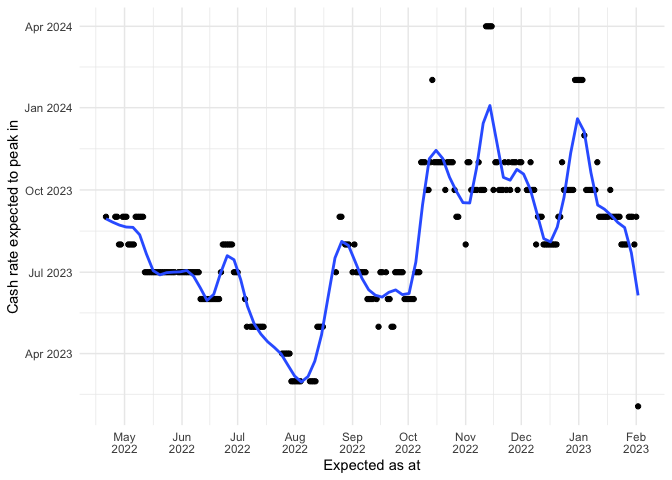 Cash rate expected to peak in
Apr 2024
Jan 2024
Oct 2023
Jul 2023
Apr 2023
May Jun Jul Aug Sep Oct Nov Dec Jan Feb
2022 2022 2022 2022 2022 2022 2022 2022 2023 2023
Expected as at